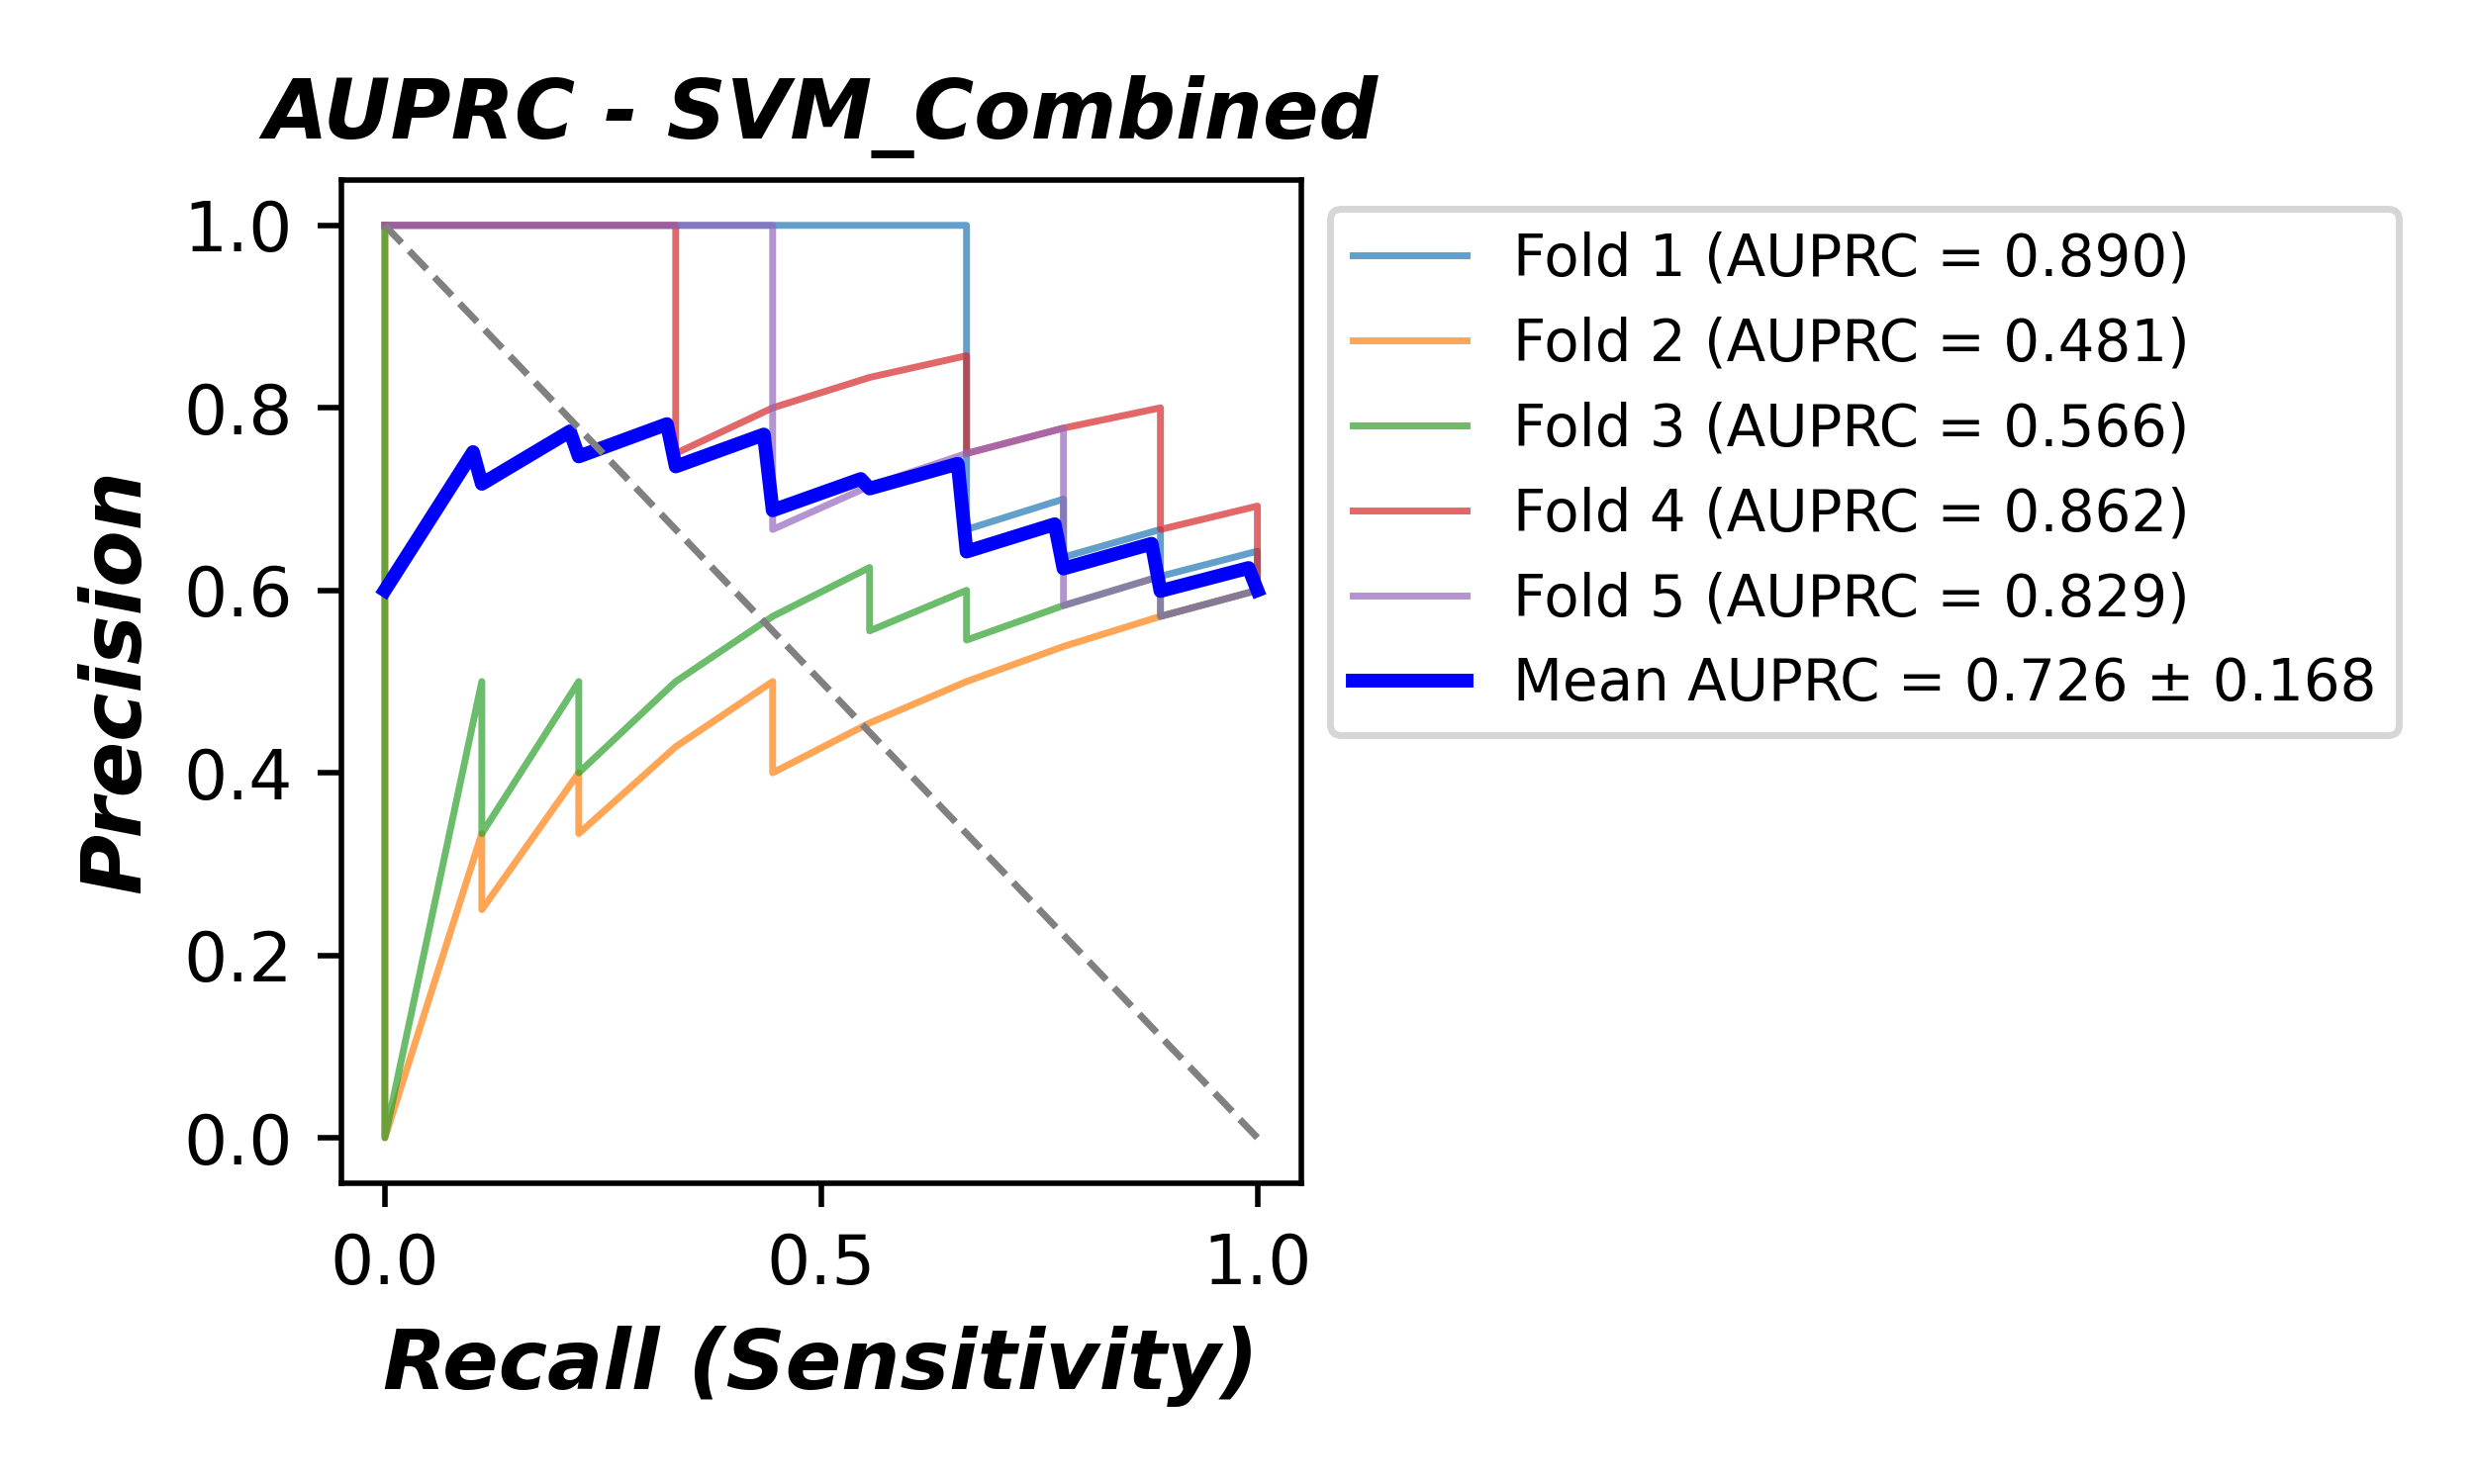 AUPRC - SVM_Combined
Precision
1.0
0.8
0.6
0.4
0.2
0.0
0.0 0.5 1.0
Recall (Sensitivity)
Fold 1 (AUPRC = 0.890)
Fold 2 (AUPRC = 0.481)
Fold 3 (AUPRC = 0.566)
Fold 4 (AUPRC = 0.862)
Fold 5 (AUPRC = 0.829)
Mean AUPRC = 0.726 ± 0.168